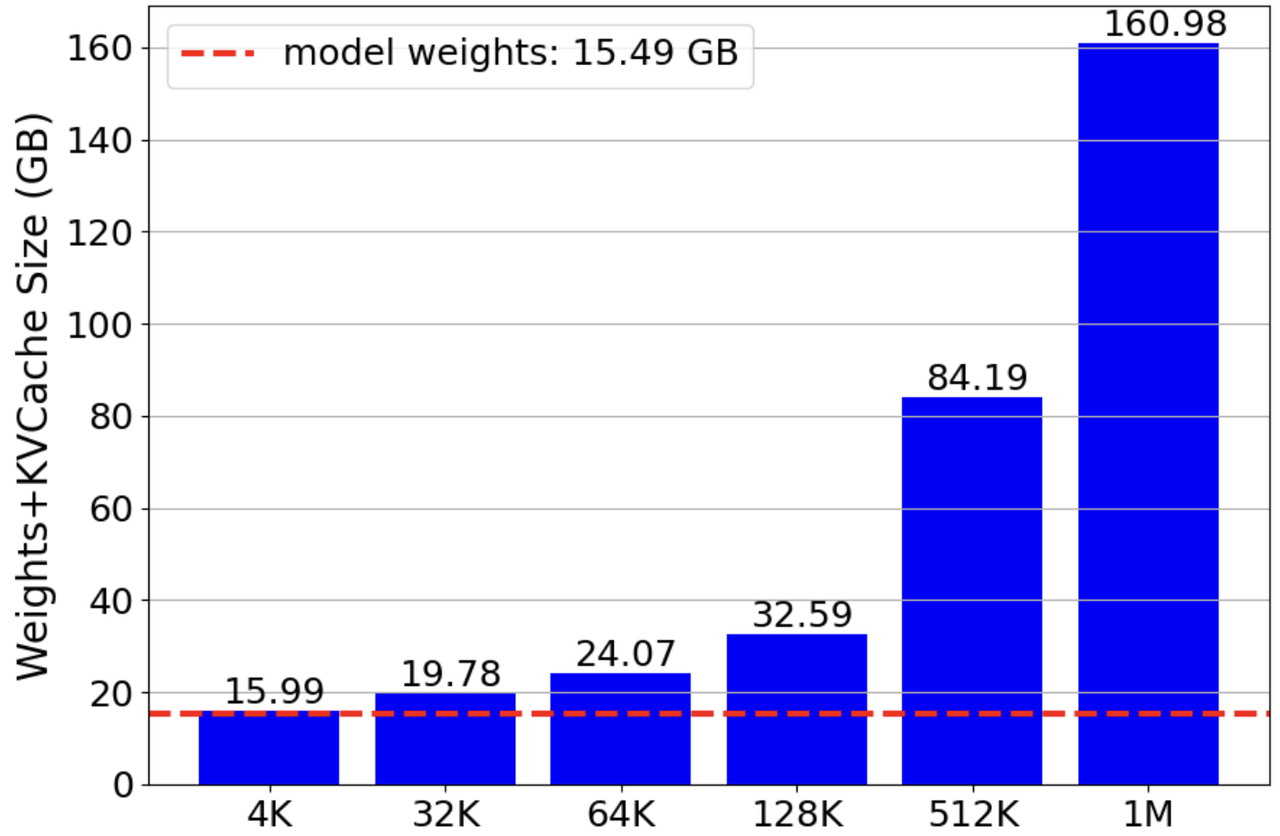 model weights: 15.49 GB
Weights+KVCache Size (GB)
160
140
120
100
80
60
40
20
0
15.99
19.78
24.07
32.59
84.19
160.98
4K
32K
64K
128K
512K
1M